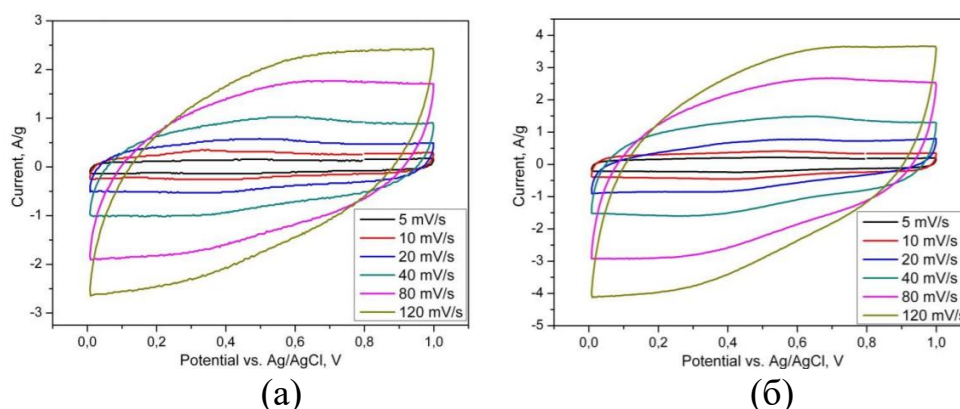 (a)
(б)
3
2
1
0
-1
-2
-3
Current, A/g
0,0 0,2 0,4 0,6 0,8 1,0
Potential vs. Ag/AgCl, V
5 mV/s
10 mV/s
20 mV/s
40 mV/s
80 mV/s
120 mV/s
(а)
5
4
3
2
1
0
-1
-2
-3
-4
-5
Current, A/g
0,0 0,2 0,4 0,6 0,8 1,0
Potential vs. Ag/AgCl, V
5 mV/s
10 mV/s
20 mV/s
40 mV/s
80 mV/s
120 mV/s
(б)